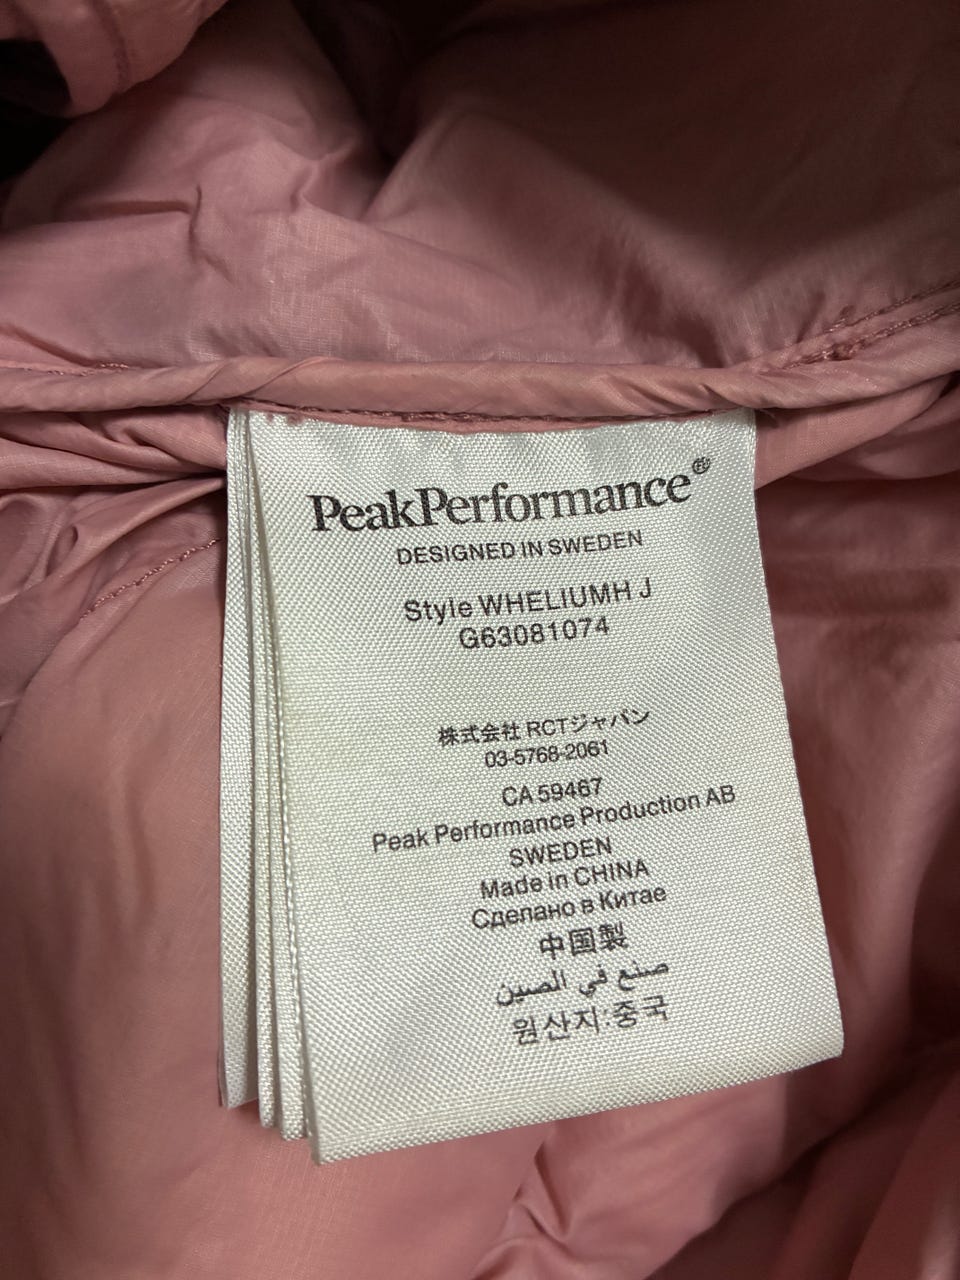 PeakPerformance®
DESIGNED IN SWEDEN
Style WHELIUMH J
G63081074
株式会社 RCTジャパン
03-5768-2061
CA 59467
Peak Performance Production AB
SWEDEN
Made in CHINA
Сделано в Китае
中国製
صنع في الصين
원산지:중국